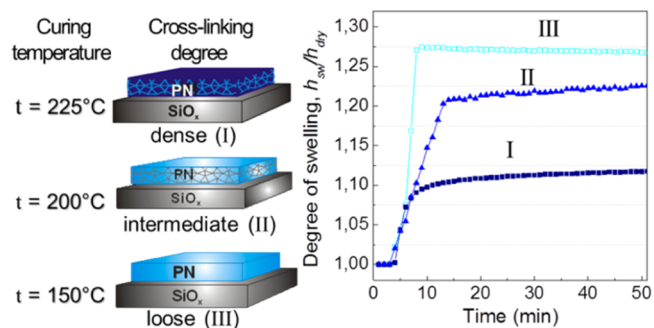 Curing
temperature
Cross-linking
degree
t = 225°C
PN
SiOₓ
dense (I)
t = 200°C
PN
SiOₓ
intermediate (II)
t = 150°C
PN
SiOₓ
loose (III)
Degree of swelling, h_sw/h_dry
1,30
1,25
1,20
1,15
1,10
1,05
1,00
III
II
I
0
10
20
30
40
50
Time (min)